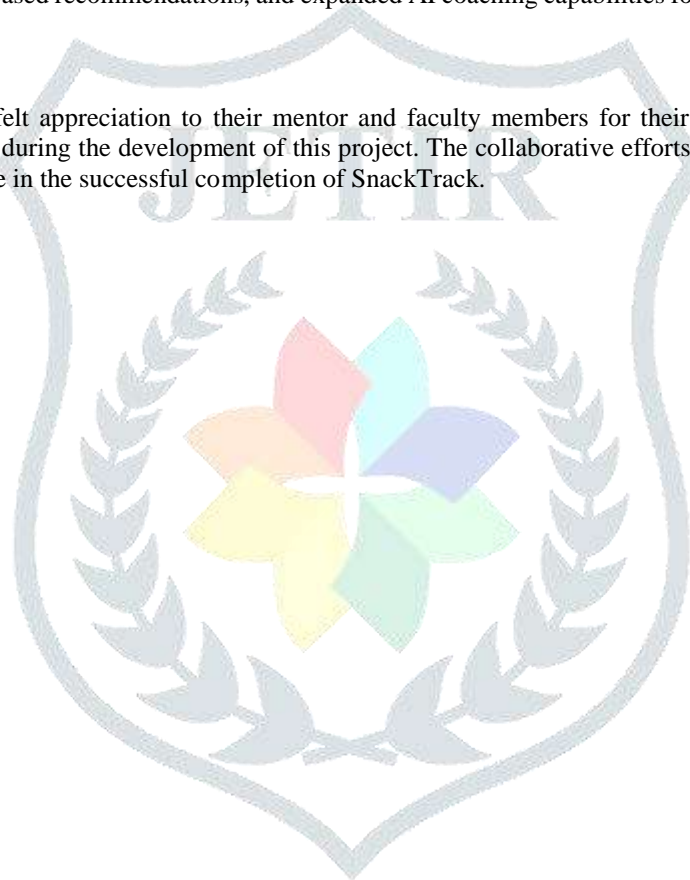 ased recommendations, and expanded AI coaching capabilities fo
felt appreciation to their mentor and faculty members for their
during the development of this project. The collaborative efforts
e in the successful completion of SnackTrack.
JETIR